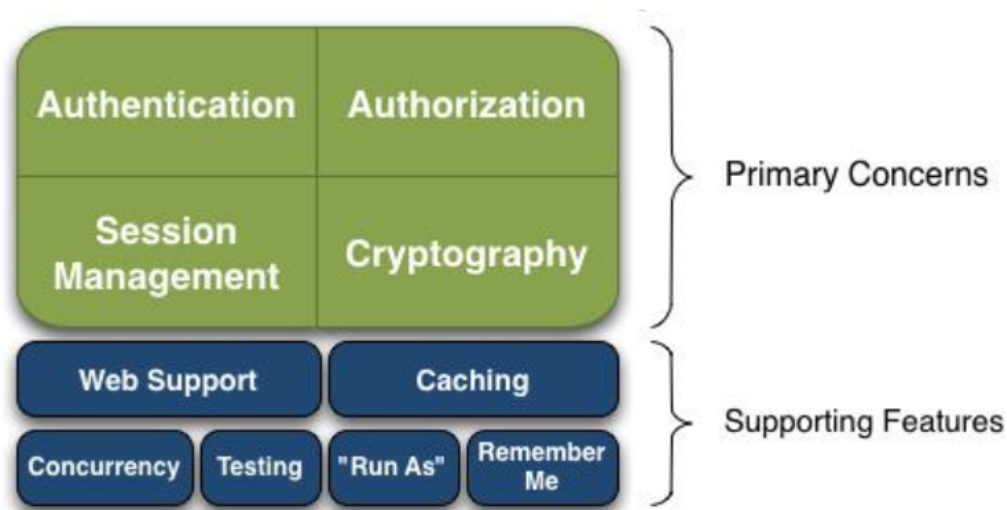 Authentication
Authorization
Primary Concerns
Session
Management
Cryptography
Web Support
Caching
Supporting Features
Concurrency
Testing
"Run As"
Remember
Me